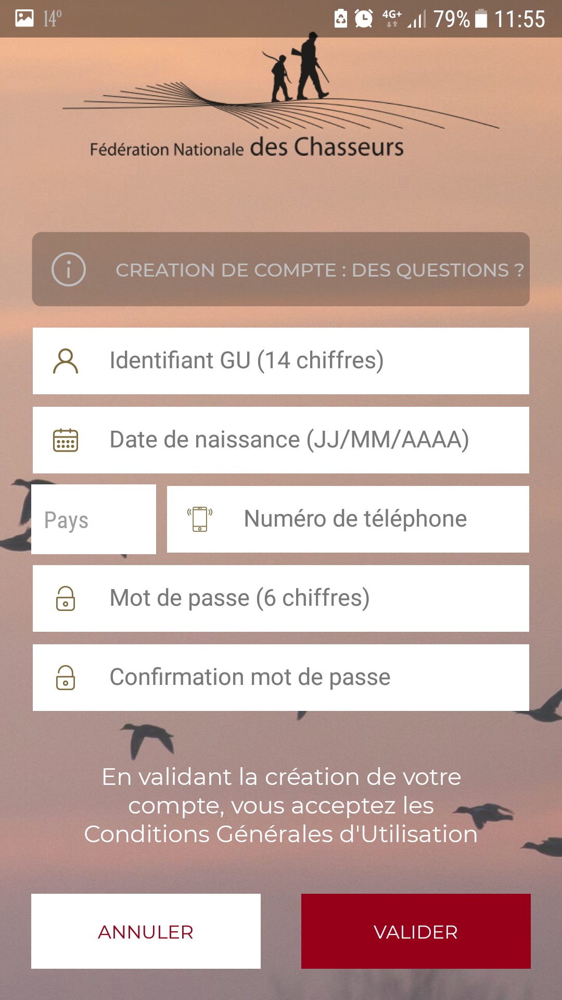 14° 4G+ 79% 11:55
Fédération Nationale des Chasseurs
CREATION DE COMPTE : DES QUESTIONS ?
Identifiant GU (14 chiffres)
Date de naissance (JJ/MM/AAAA)
Pays Numéro de téléphone
Mot de passe (6 chiffres)
Confirmation mot de passe
En validant la création de votre
compte, vous acceptez les
Conditions Générales d'Utilisation
ANNULER VALIDER